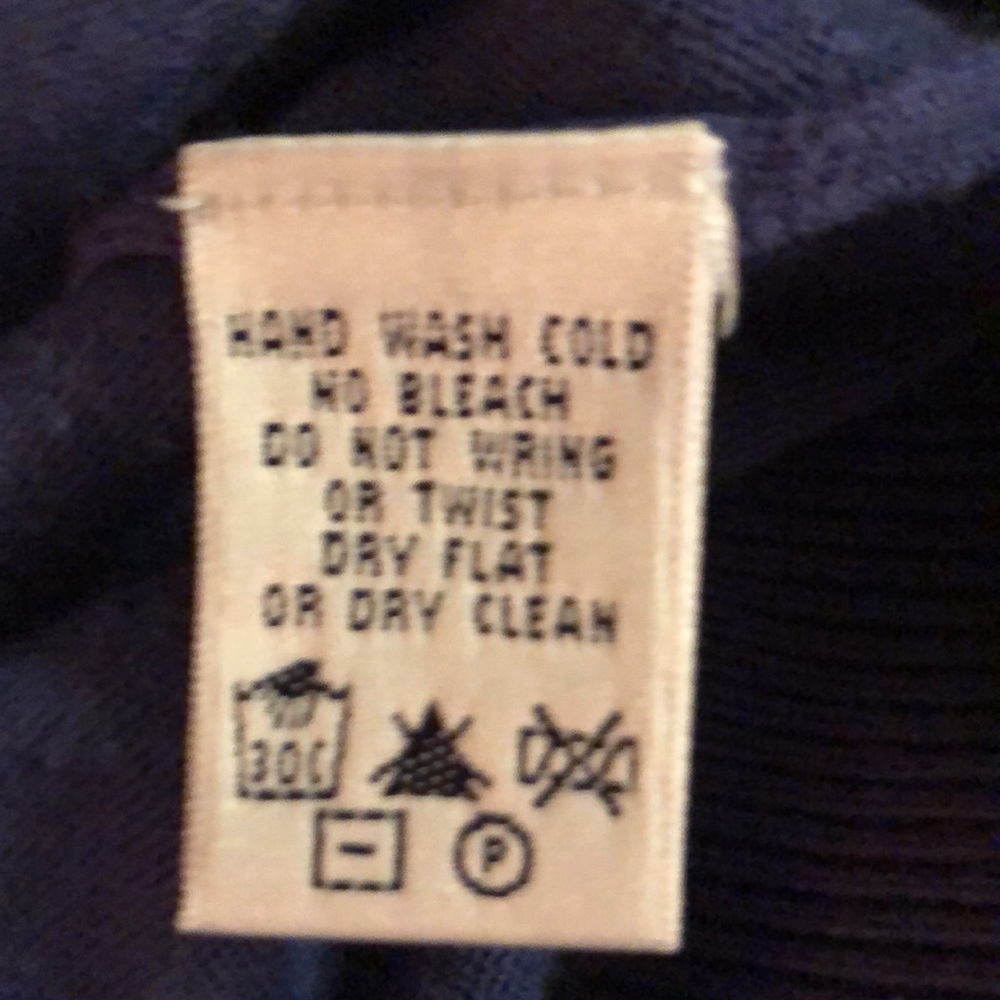 HAND WASH COLD
NO BLEACH
DO NOT WRING
OR TWIST
DRY FLAT
OR DRY CLEAN
30C
P